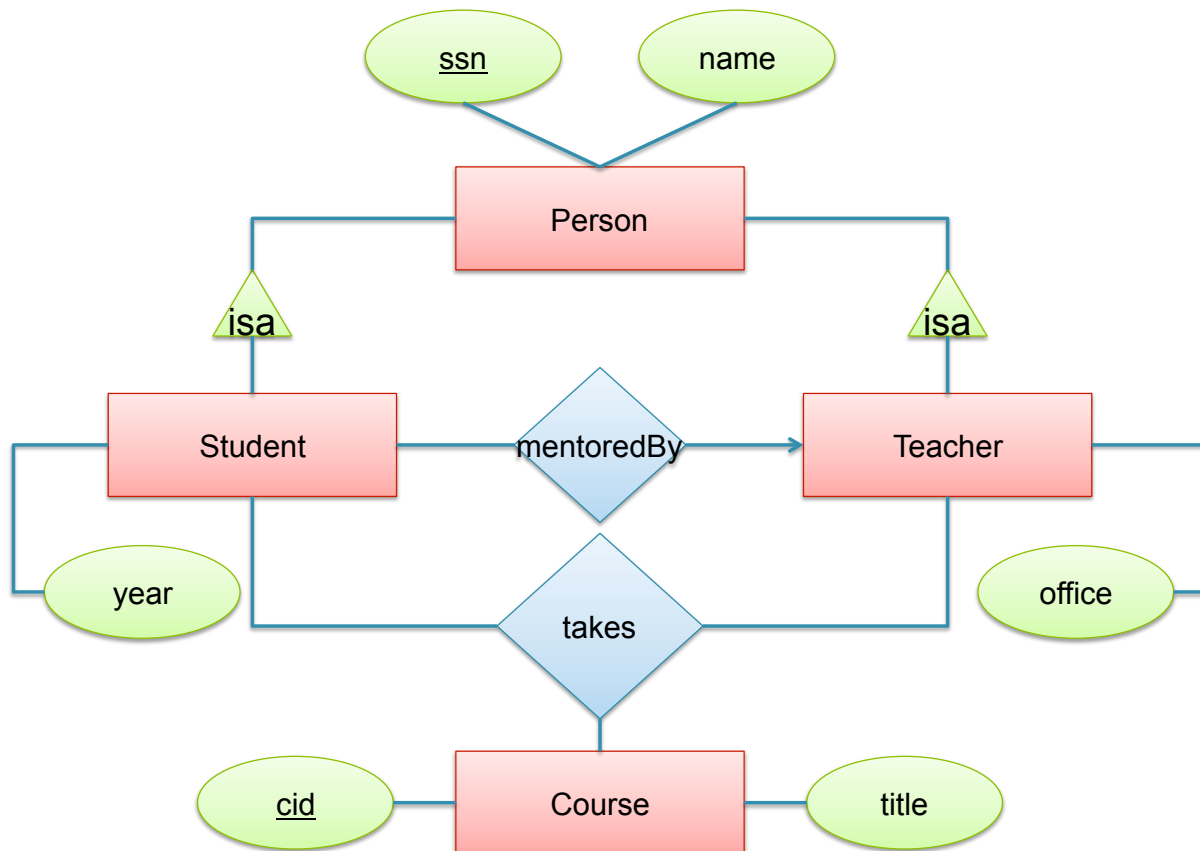 ssn
name
Person
isa
isa
Student
mentoredBy
Teacher
year
takes
office
cid
Course
title